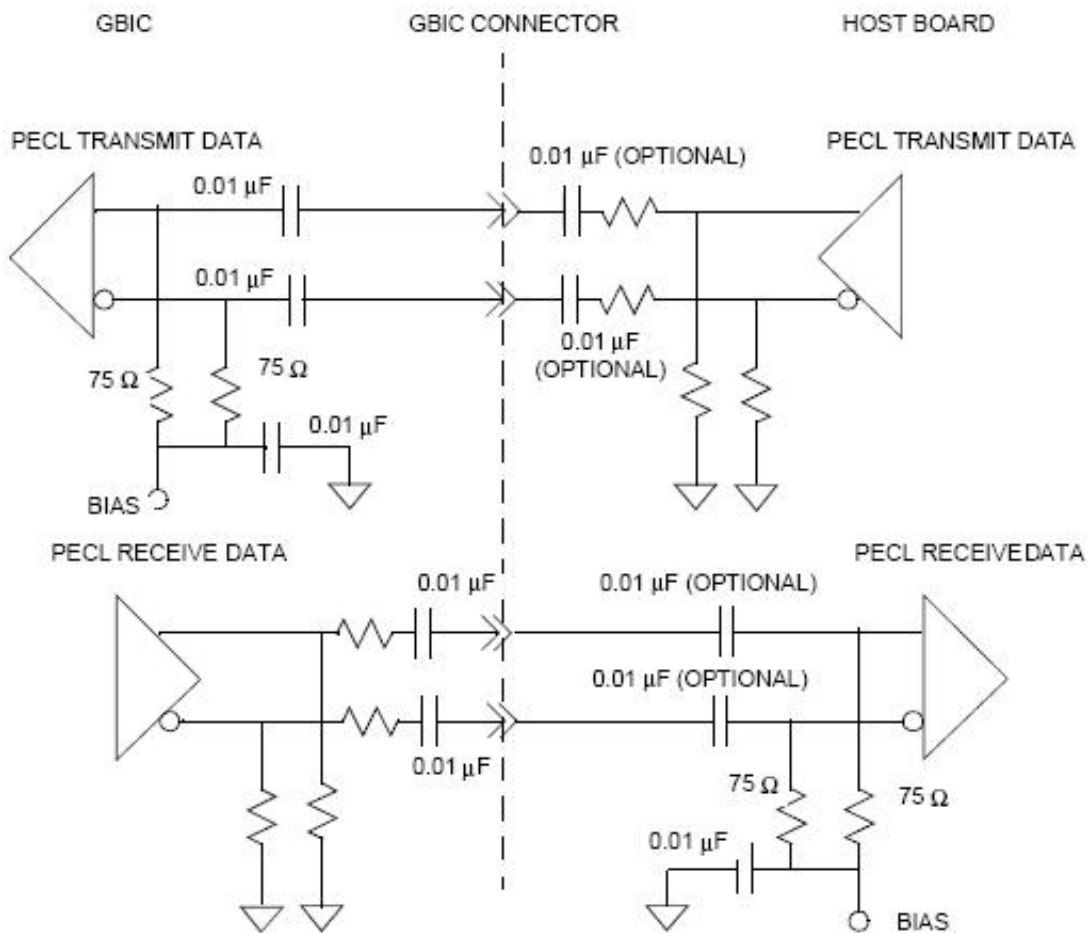 GBIC GBIC CONNECTOR HOST BOARD
PECL TRANSMIT DATA PECL TRANSMIT DATA
0.01 µF (OPTIONAL)
0.01 µF
0.01 µF
0.01 µF
(OPTIONAL)
75 Ω 75 Ω
0.01 µF
BIAS
PECL RECEIVE DATA PECL RECEIVEDATA
0.01 µF 0.01 µF (OPTIONAL)
0.01 µF (OPTIONAL)
0.01 µF
75 Ω 75 Ω
0.01 µF
BIAS